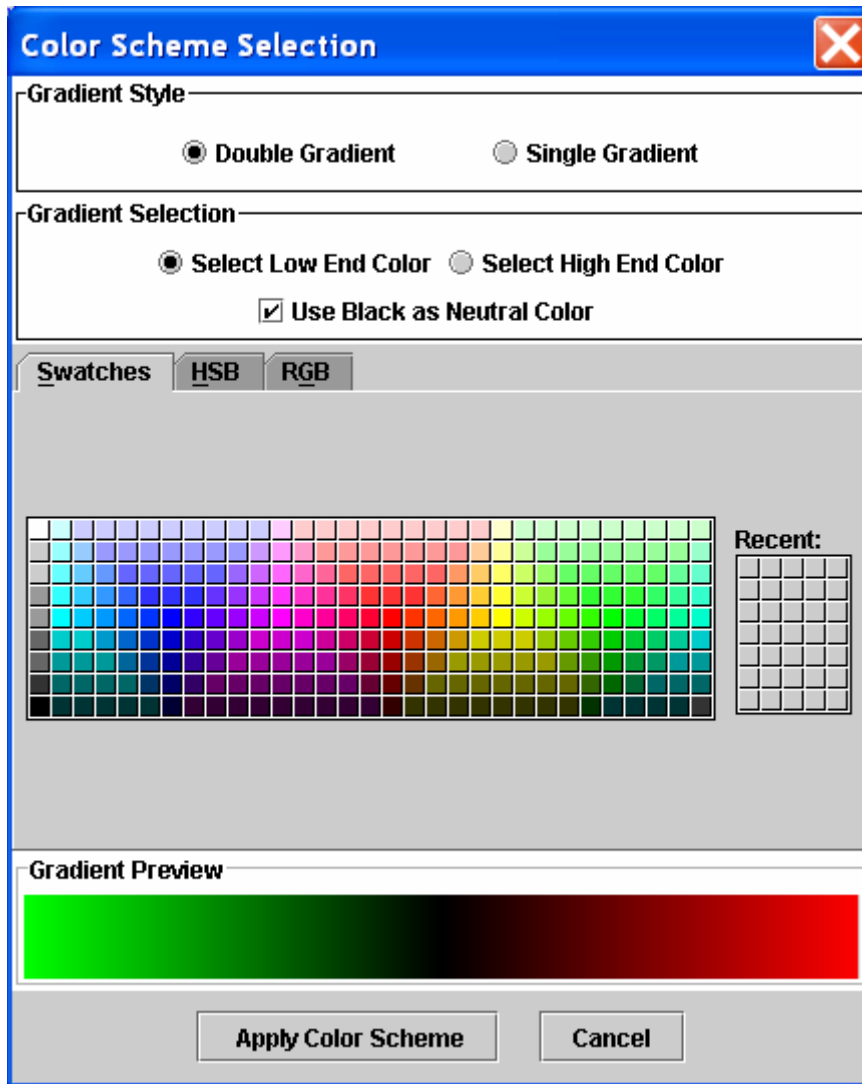 Color Scheme Selection
Gradient Style
Double Gradient Single Gradient
Gradient Selection
Select Low End Color Select High End Color
Use Black as Neutral Color
Swatches HSB RGB
Recent:
Gradient Preview
Apply Color Scheme Cancel